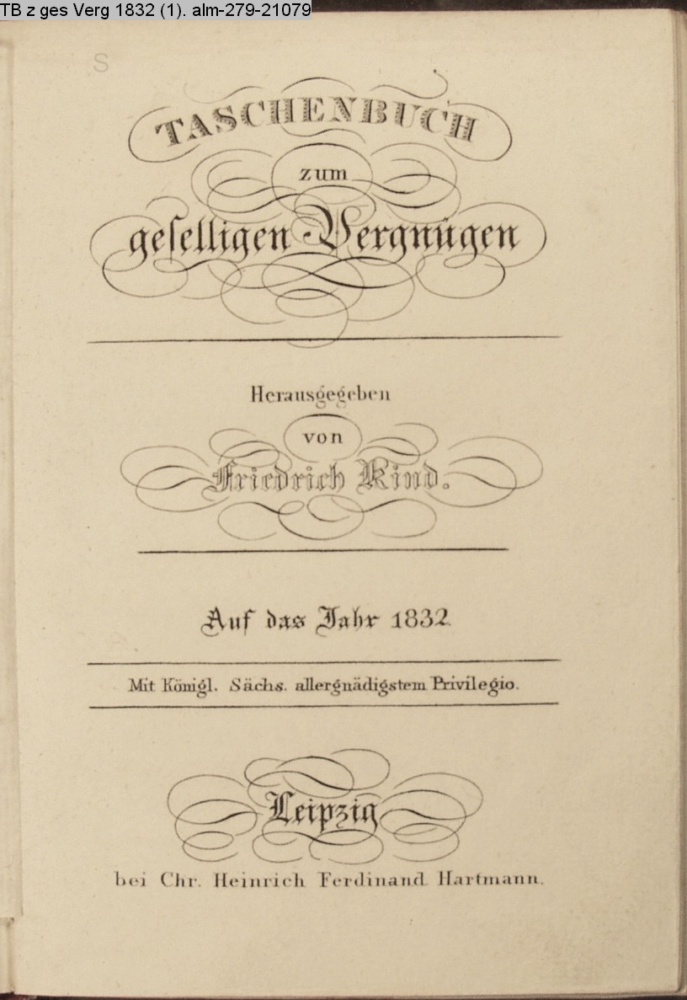 TB z ges Verg 1832 (1). alm-279-21079
S
TASCHENBUCH
zum
geſelligen Vergnügen
Herausgegeben
von
Friedrich Kind.
Auf das Jahr 1832.
Mit Königl. Sächs. allergnädigstem Privilegio.
Leipzig
bei Chr. Heinrich Ferdinand Hartmann.